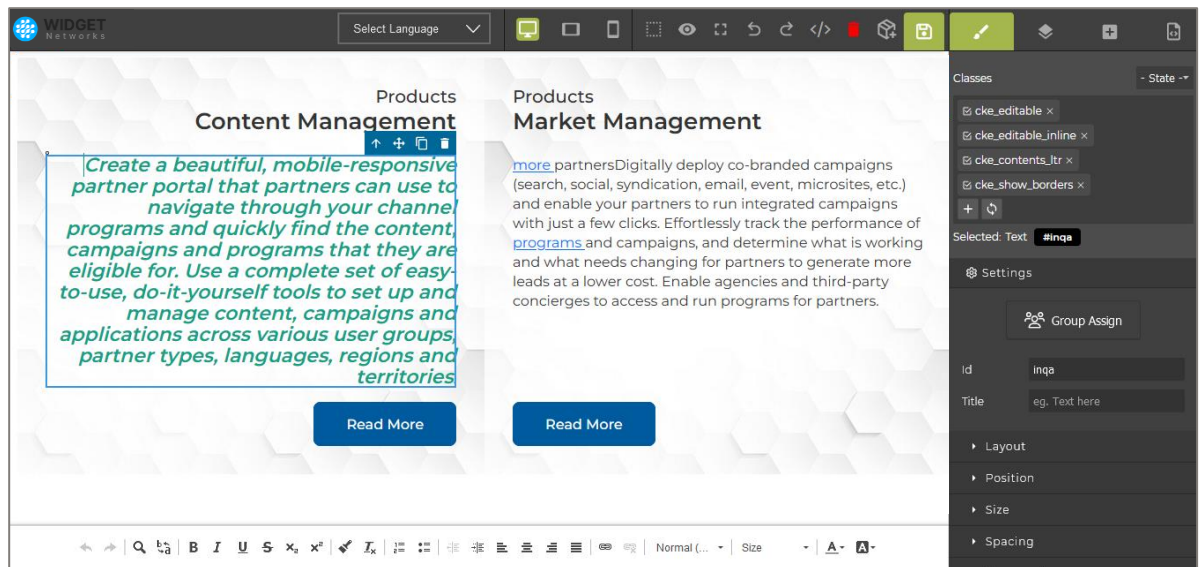 WIDGET
Networks
Select Language
</>
Products
Content Management
Create a beautiful, mobile-responsive
partner portal that partners can use to
navigate through your channel
programs and quickly find the content,
campaigns and programs that they are
eligible for. Use a complete set of easy-
to-use, do-it-yourself tools to set up and
manage content, campaigns and
applications across various user groups,
partner types, languages, regions and
territories
Read More
Products
Market Management
more partnersDigitally deploy co-branded campaigns
(search, social, syndication, email, event, microsites, etc.)
and enable your partners to run integrated campaigns
with just a few clicks. Effortlessly track the performance of
programs and campaigns, and determine what is working
and what needs changing for partners to generate more
leads at a lower cost. Enable agencies and third-party
concierges to access and run programs for partners.
Read More
Classes
- State -
cke_editable ×
cke_editable_inline ×
cke_contents_ltr ×
cke_show_borders ×
Selected: Text #inqa
Settings
Group Assign
Id inqa
Title eg. Text here
Layout
Position
Size
Spacing
B I U S x₂ x² Ix Normal (... Size A A